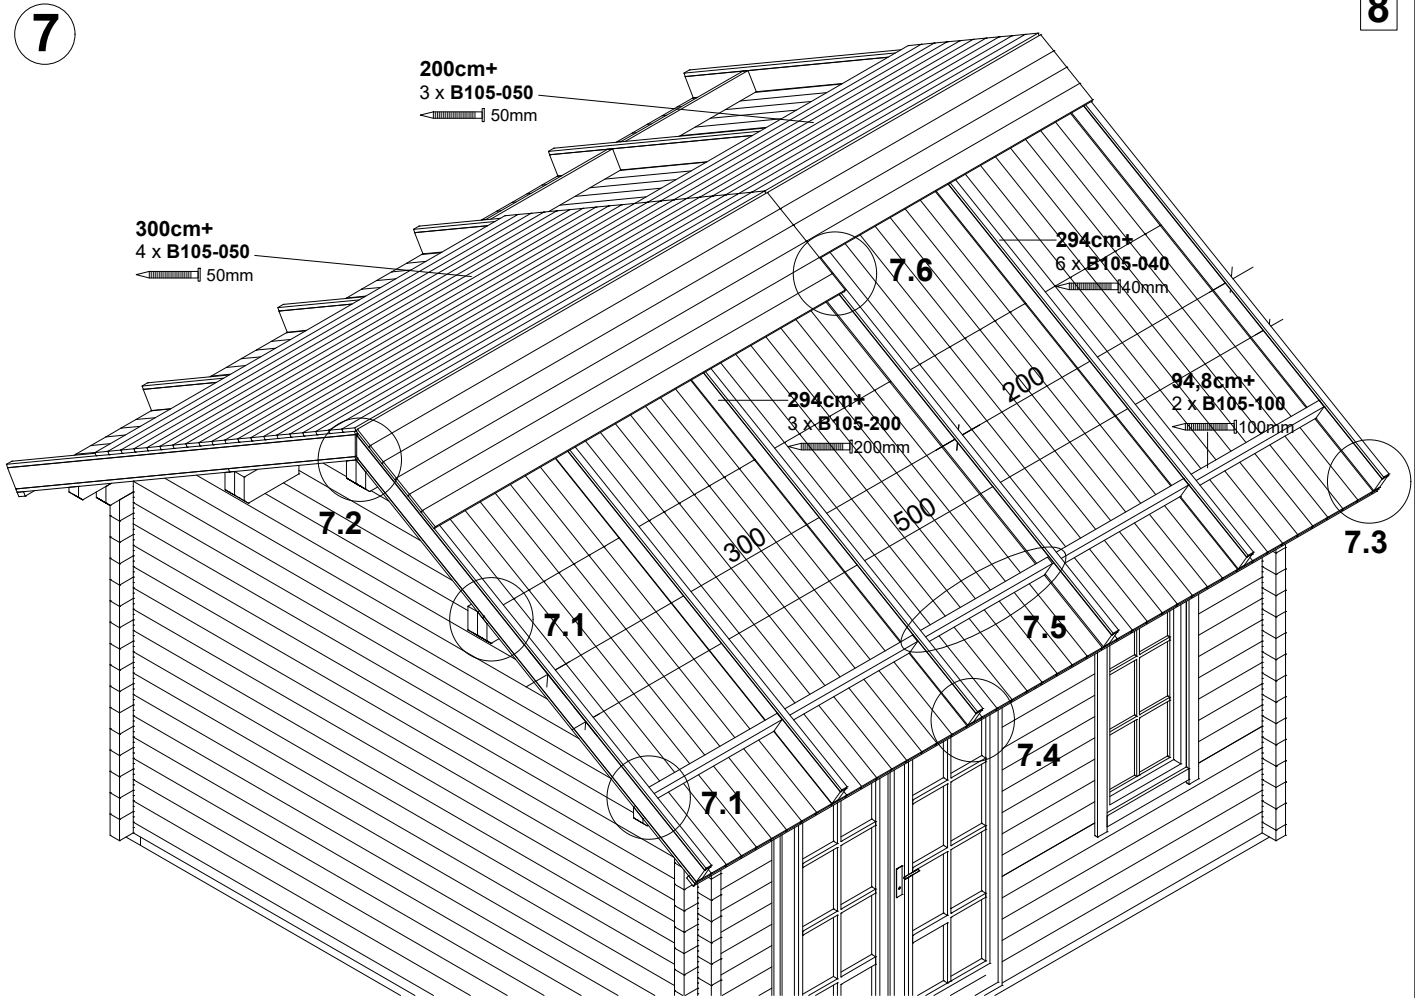 7
8
200cm+
3 x B105-050
50mm
300cm+
4 x B105-050
50mm
7.6
294cm+
6 x B105-040
40mm
200
94,8cm+
2 x B105-100
100mm
294cm+
3 x B105-200
200mm
7.2
500
300
7.3
7.1
7.5
7.4
7.1